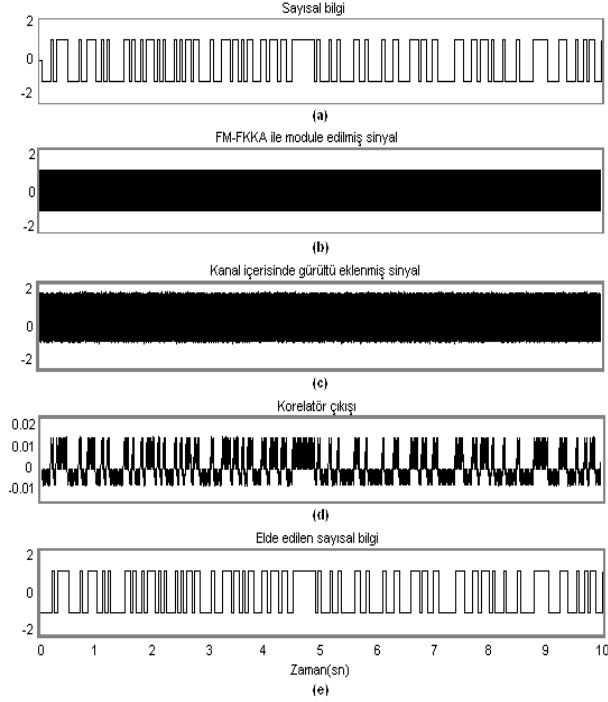 Sayısal bilgi
2
0
-2
(a)
FM-FKKA ile module edilmiş sinyal
2
0
-2
(b)
Kanal içerisinde gürültü eklenmiş sinyal
2
0
-2
(c)
Korelatör çıkışı
0.02
0.01
0
-0.01
(d)
Elde edilen sayısal bilgi
2
0
-2
0 1 2 3 4 5 6 7 8 9 10
Zaman(sn)
(e)